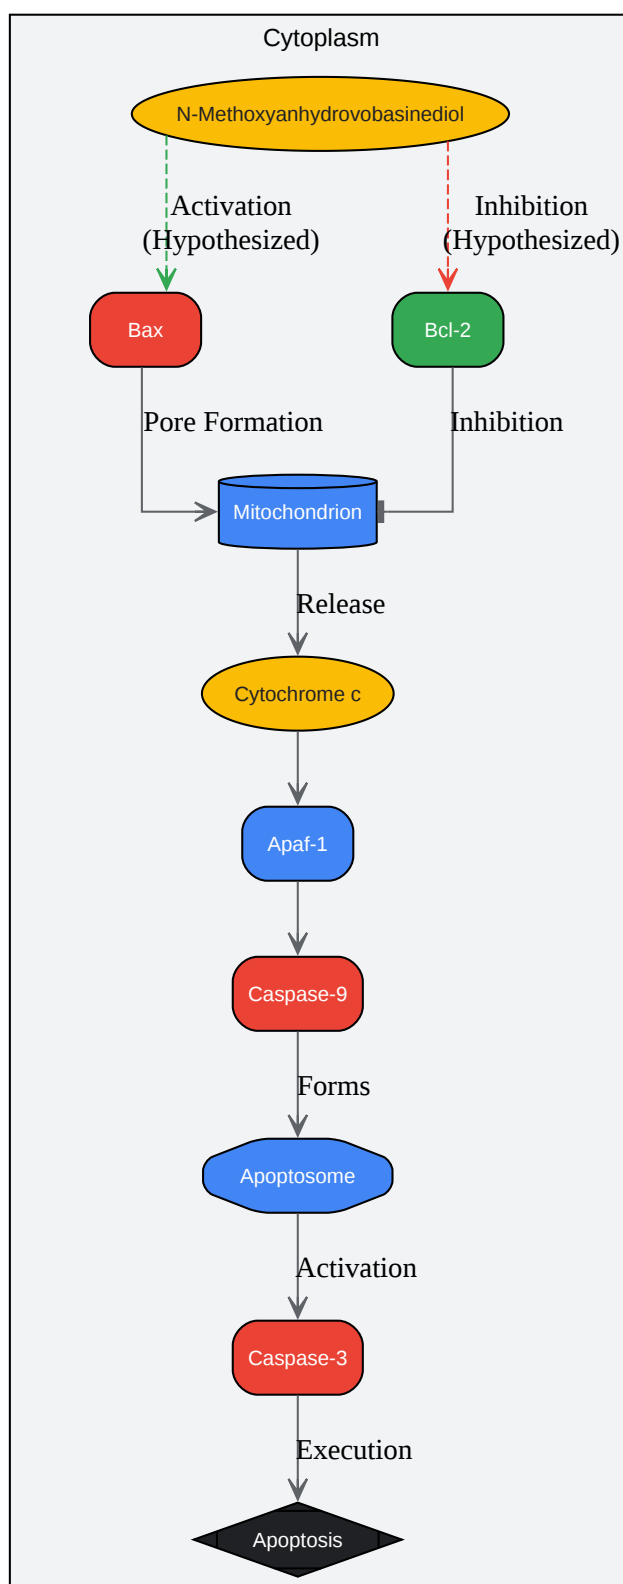 Cytoplasm
N-Methoxyanhydrovobasinediol
Activation
(Hypothesized)
Inhibition
(Hypothesized)
Bax
Bcl-2
Pore Formation
Inhibition
Mitochondrion
Release
Cytochrome c
Apaf-1
Caspase-9
Forms
Apoptosome
Activation
Caspase-3
Execution
Apoptosis